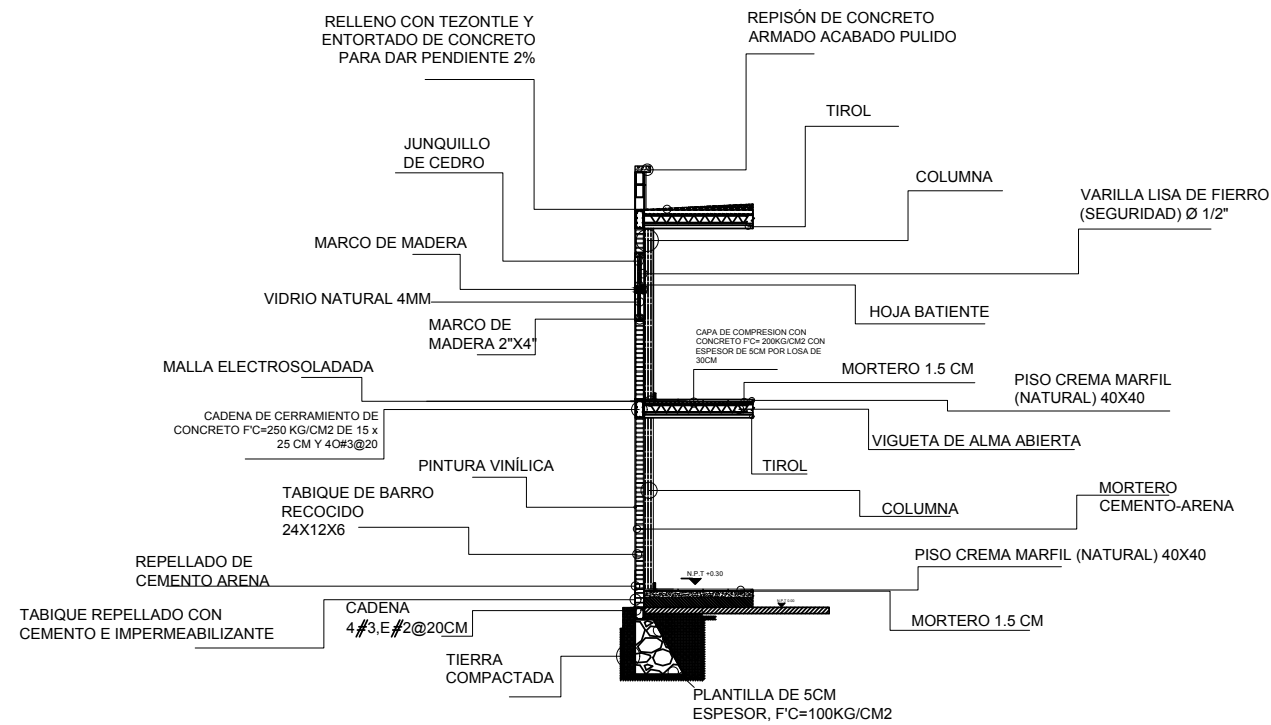 RELLENO CON TEZONTLE Y
ENTORTADO DE CONCRETO
PARA DAR PENDIENTE 2%
REPISÓN DE CONCRETO
ARMADO ACABADO PULIDO
TIROL
JUNQUILLO
DE CEDRO
COLUMNA
VARILLA LISA DE FIERRO
(SEGURIDAD) Ø 1/2"
MARCO DE MADERA
VIDRIO NATURAL 4MM
HOJA BATIENTE
MARCO DE
MADERA 2"X4"
CAPA DE COMPRESION CON
CONCRETO F'C= 200KG/CM2 CON
ESPESOR DE 5CM POR LOSA DE
30CM
MALLA ELECTROSOLADADA
MORTERO 1.5 CM
PISO CREMA MARFIL
(NATURAL) 40X40
CADENA DE CERRAMIENTO DE
CONCRETO F'C=250 KG/CM2 DE 15 x
25 CM Y 4O#3@20
VIGUETA DE ALMA ABIERTA
PINTURA VINÍLICA
TIROL
TABIQUE DE BARRO
RECOCIDO
24X12X6
MORTERO
CEMENTO-ARENA
COLUMNA
REPELLADO DE
CEMENTO ARENA
PISO CREMA MARFIL (NATURAL) 40X40
N.P.T +0.30
N.P.T 0.00
TABIQUE REPELLADO CON
CEMENTO E IMPERMEABILIZANTE
CADENA
4#3,E#2@20CM
MORTERO 1.5 CM
TIERRA
COMPACTADA
PLANTILLA DE 5CM
ESPESOR, F'C=100KG/CM2